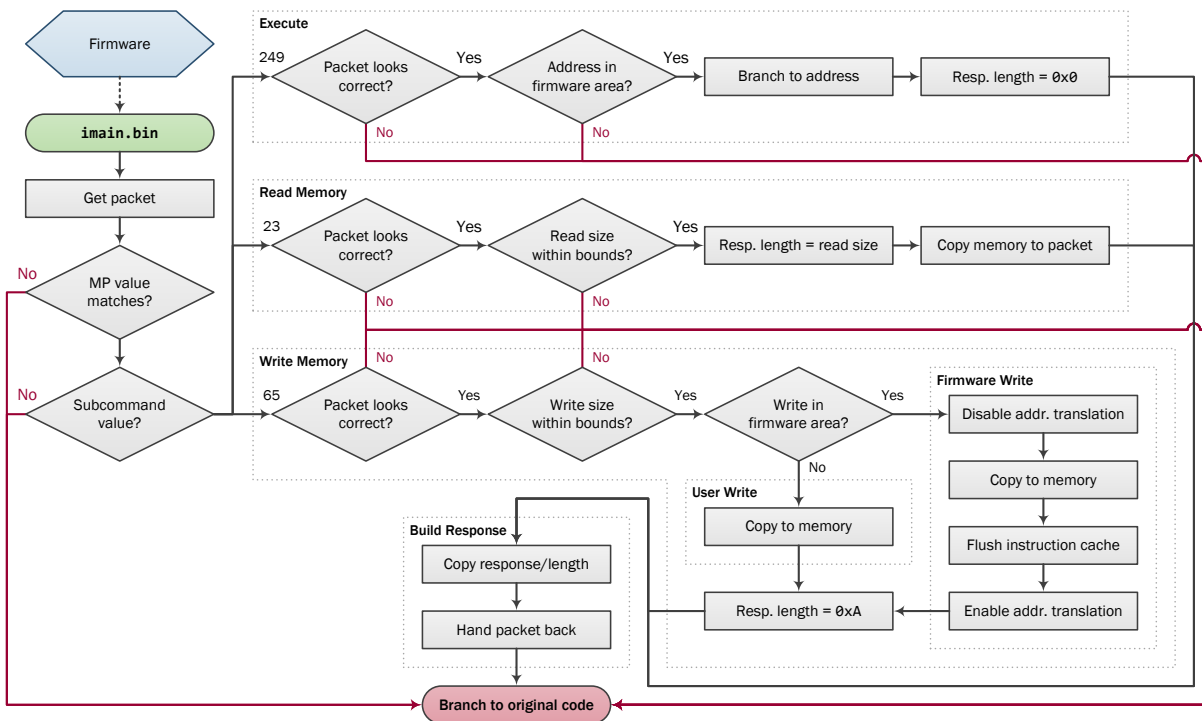 Firmware
imain.bin
Get packet
MP value
matches?
No
Subcommand
value?
No
Execute
249
Packet looks
correct?
Yes
No
Address in
firmware area?
Yes
No
Branch to address
Resp. length = 0x0
Read Memory
23
Packet looks
correct?
Yes
No
Read size
within bounds?
Yes
No
Resp. length = read size
Copy memory to packet
Write Memory
65
No
Packet looks
correct?
Yes
No
Write size
within bounds?
Yes
Write in
firmware area?
Yes
No
Firmware Write
Disable addr. translation
Copy to memory
Flush instruction cache
Enable addr. translation
User Write
Copy to memory
Resp. length = 0xA
Build Response
Copy response/length
Hand packet back
Branch to original code